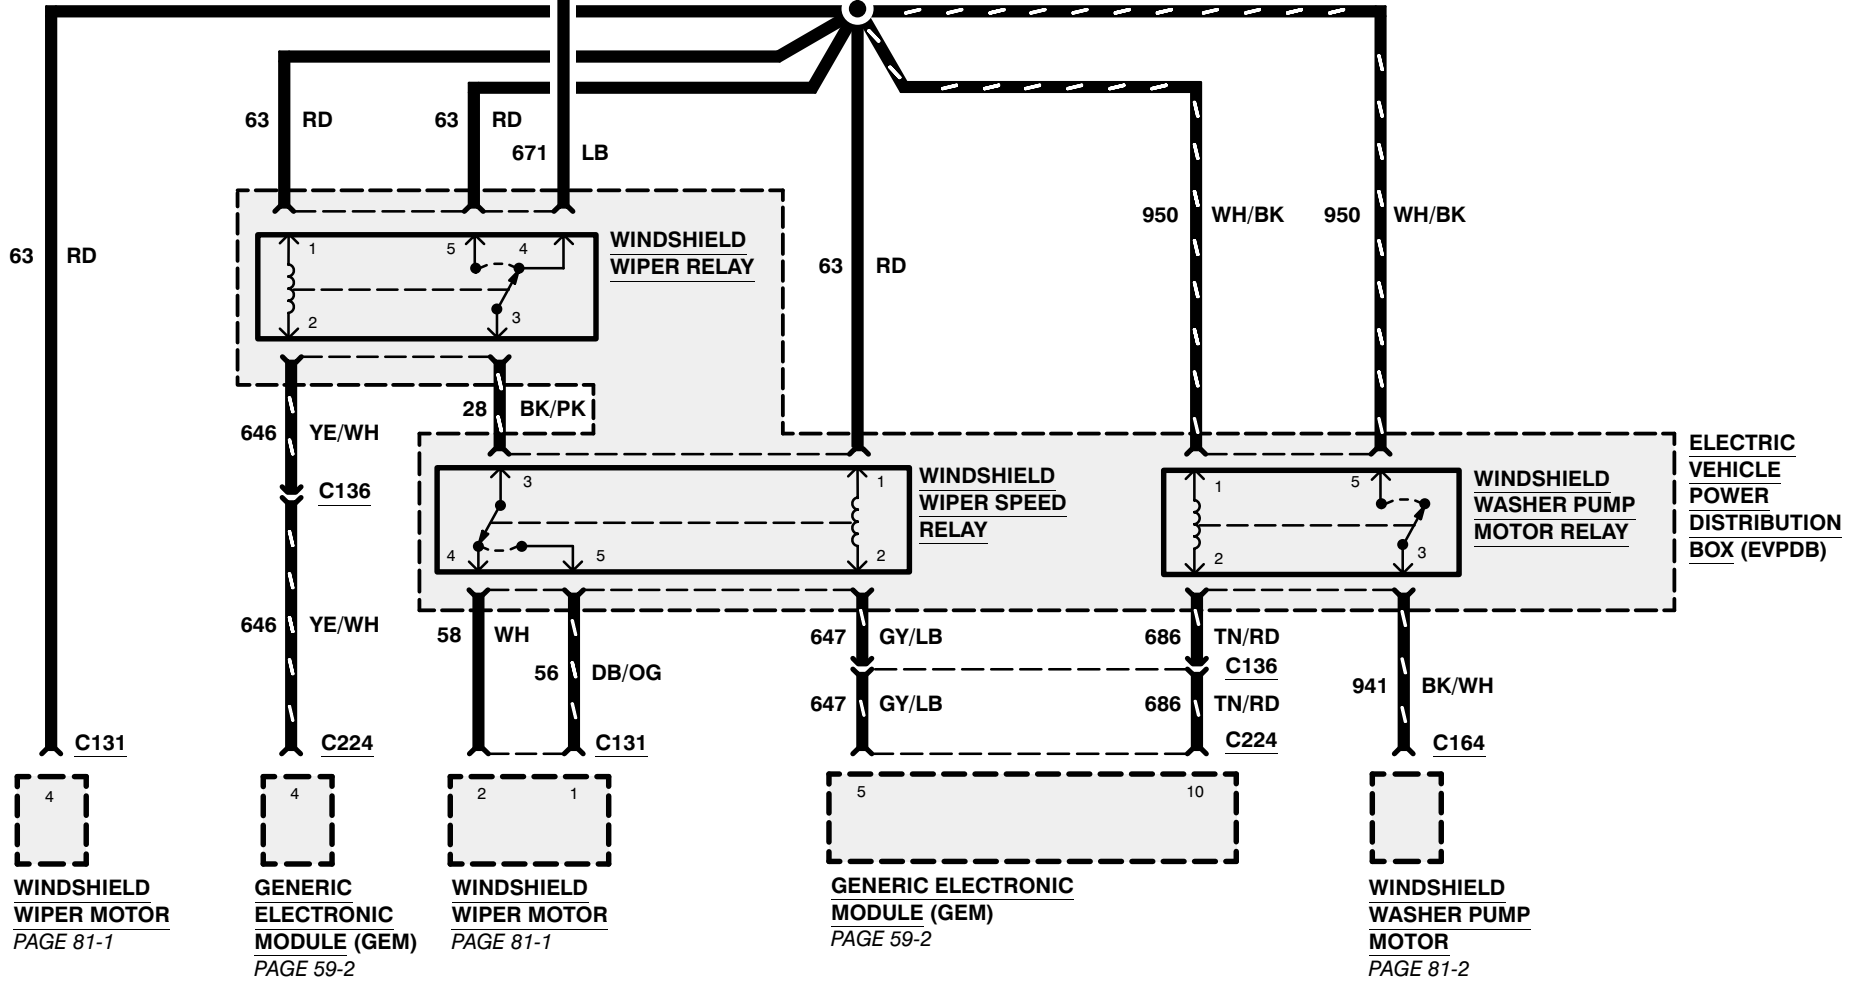 63 RD
63 RD
671 LB
63 RD
63 RD
950 WH/BK
950 WH/BK
WINDSHIELD
WIPER RELAY
1
5
4
2
3
28 BK/PK
646 YE/WH
C136
646 YE/WH
WINDSHIELD
WIPER SPEED
RELAY
3
1
4
5
2
WINDSHIELD
WASHER PUMP
MOTOR RELAY
1
5
2
3
ELECTRIC
VEHICLE
POWER
DISTRIBUTION
BOX (EVPDB)
58 WH
56 DB/OG
647 GY/LB
686 TN/RD
C136
647 GY/LB
686 TN/RD
941 BK/WH
C131
C224
C131
C224
C164
4
4
2
1
5
10
WINDSHIELD
WIPER MOTOR
PAGE 81-1
GENERIC
ELECTRONIC
MODULE (GEM)
PAGE 59-2
WINDSHIELD
WIPER MOTOR
PAGE 81-1
GENERIC ELECTRONIC
MODULE (GEM)
PAGE 59-2
WINDSHIELD
WASHER PUMP
MOTOR
PAGE 81-2